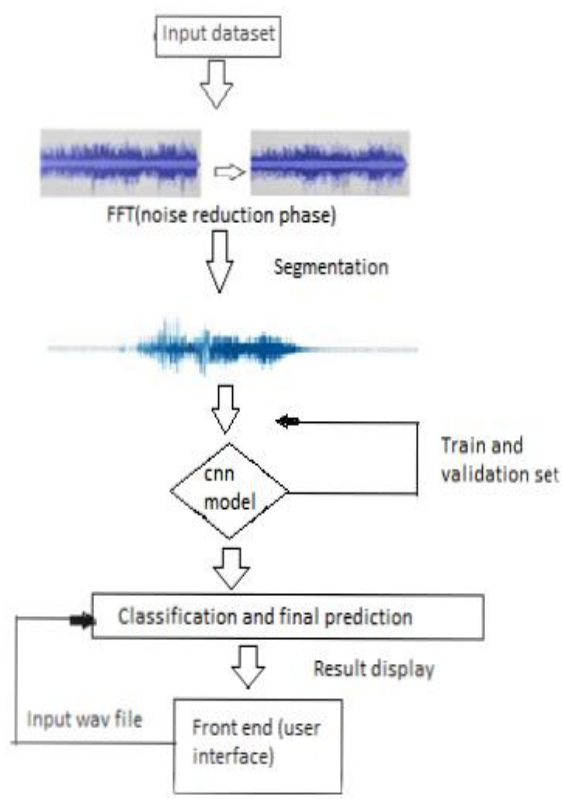 Input dataset
FFT(noise reduction phase)
Segmentation
cnn
model
Train and
validation set
Classification and final prediction
Result display
Input wav file
Front end (user
interface)